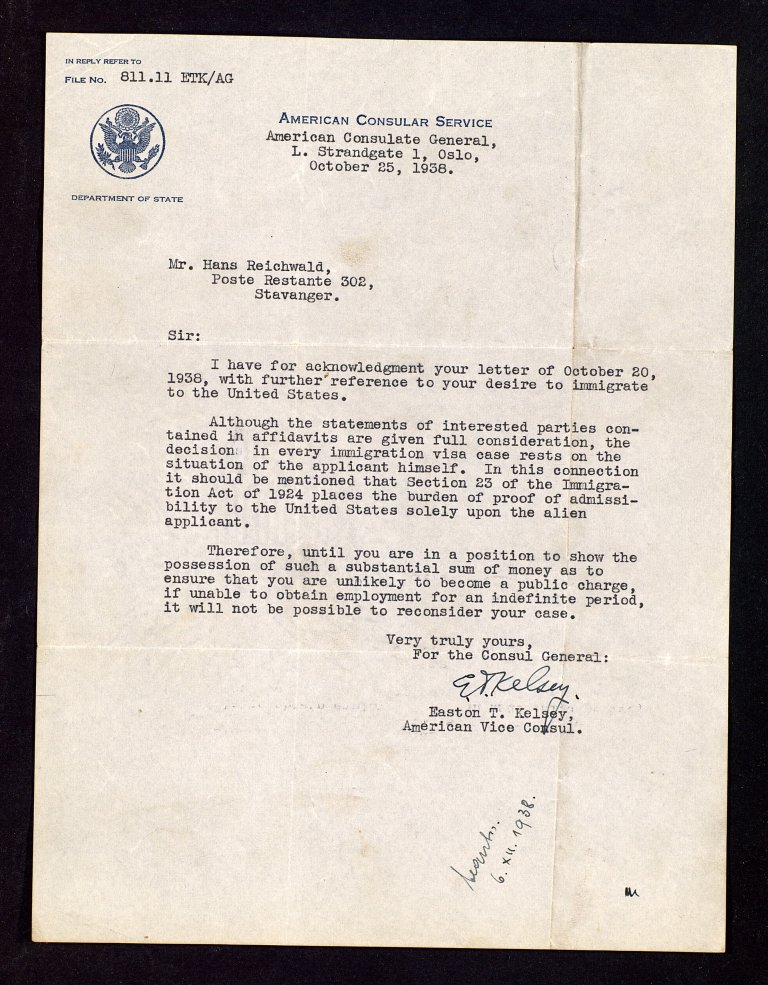 IN REPLY REFER TO
FILE NO. 811.11 ETK/AG
AMERICAN CONSULAR SERVICE
American Consulate General,
L. Strandgate 1, Oslo,
October 25, 1938.
DEPARTMENT OF STATE
Mr. Hans Reichwald,
Poste Restante 302,
Stavanger.
Sir:
I have for acknowledgment your letter of October 20,
1938, with further reference to your desire to immigrate
to the United States.
Although the statements of interested parties con-
tained in affidavits are given full consideration, the
decision in every immigration visa case rests on the
situation of the applicant himself. In this connection
it should be mentioned that Section 23 of the Immigra-
tion Act of 1924 places the burden of proof of admissi-
bility to the United States solely upon the alien
applicant.
Therefore, until you are in a position to show the
possession of such a substantial sum of money as to
ensure that you are unlikely to become a public charge,
if unable to obtain employment for an indefinite period,
it will not be possible to reconsider your case.
Very truly yours,
For the Consul General:
E.T. Kelsey.
Easton T. Kelsey,
American Vice Consul.
6. XII. 1938.